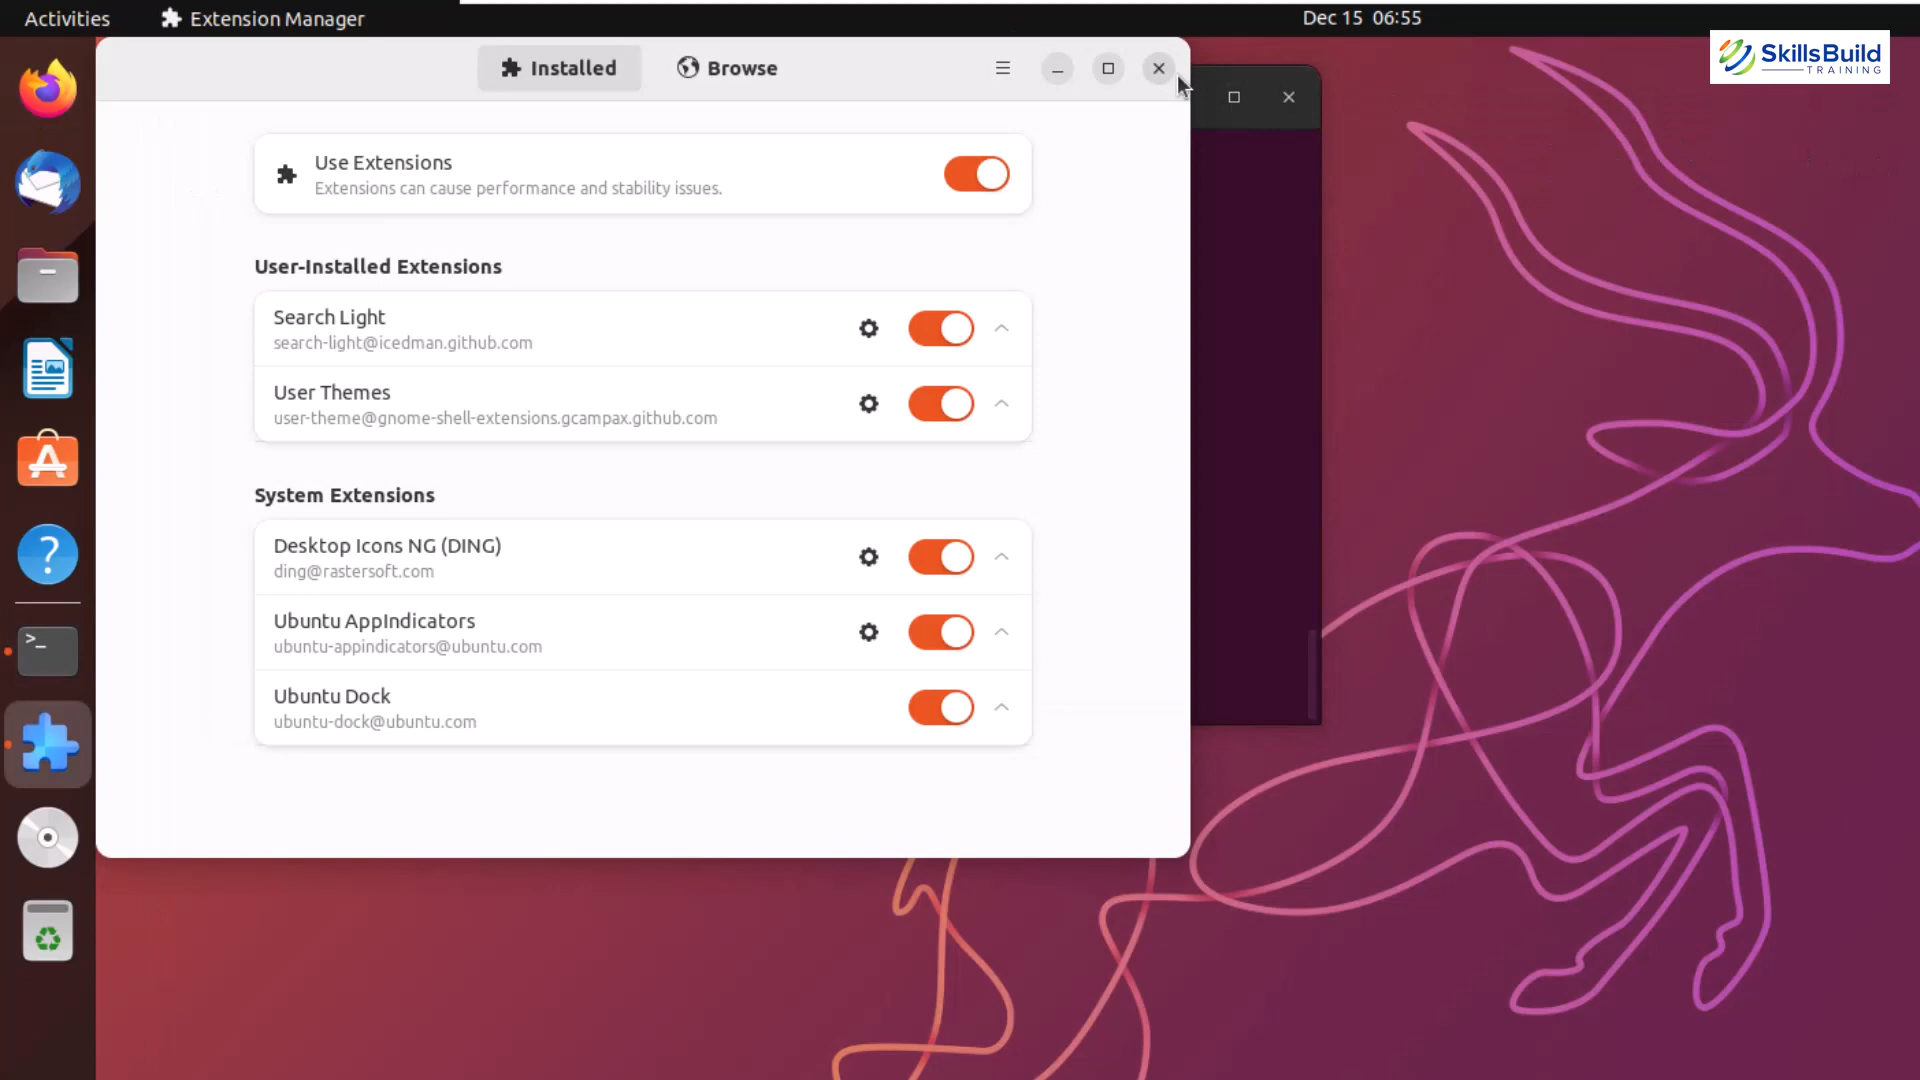 Activities
Extension Manager
Dec 15 06:55
SkillsBuild
TRAINING
Installed
Browse
Use Extensions
Extensions can cause performance and stability issues.
User-Installed Extensions
Search Light
search-light@icedman.github.com
User Themes
user-theme@gnome-shell-extensions.gcampax.github.com
System Extensions
Desktop Icons NG (DING)
ding@rastersoft.com
Ubuntu AppIndicators
ubuntu-appindicators@ubuntu.com
Ubuntu Dock
ubuntu-dock@ubuntu.com